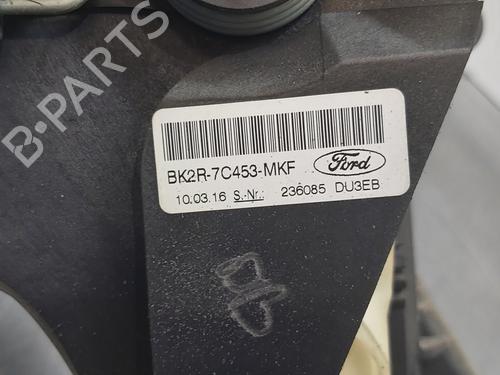 B-PARTS
BK2R-7C453-MKF Ford
10.03.16 S.-Nr.: 236085 DU3EB